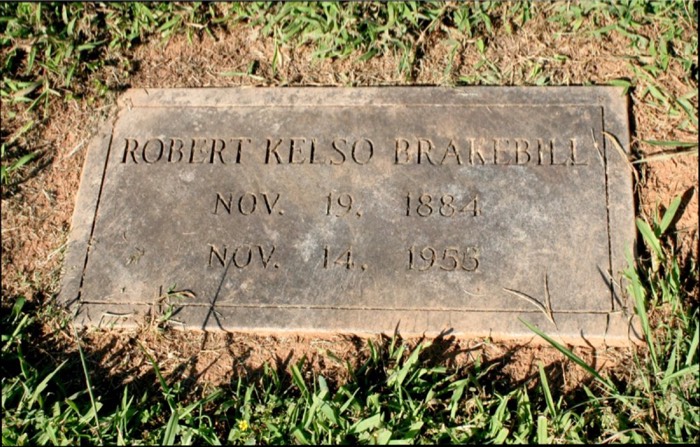 ROBERT KELSO BRAKEBILL
NOV. 19, 1884
NOV. 14, 1955